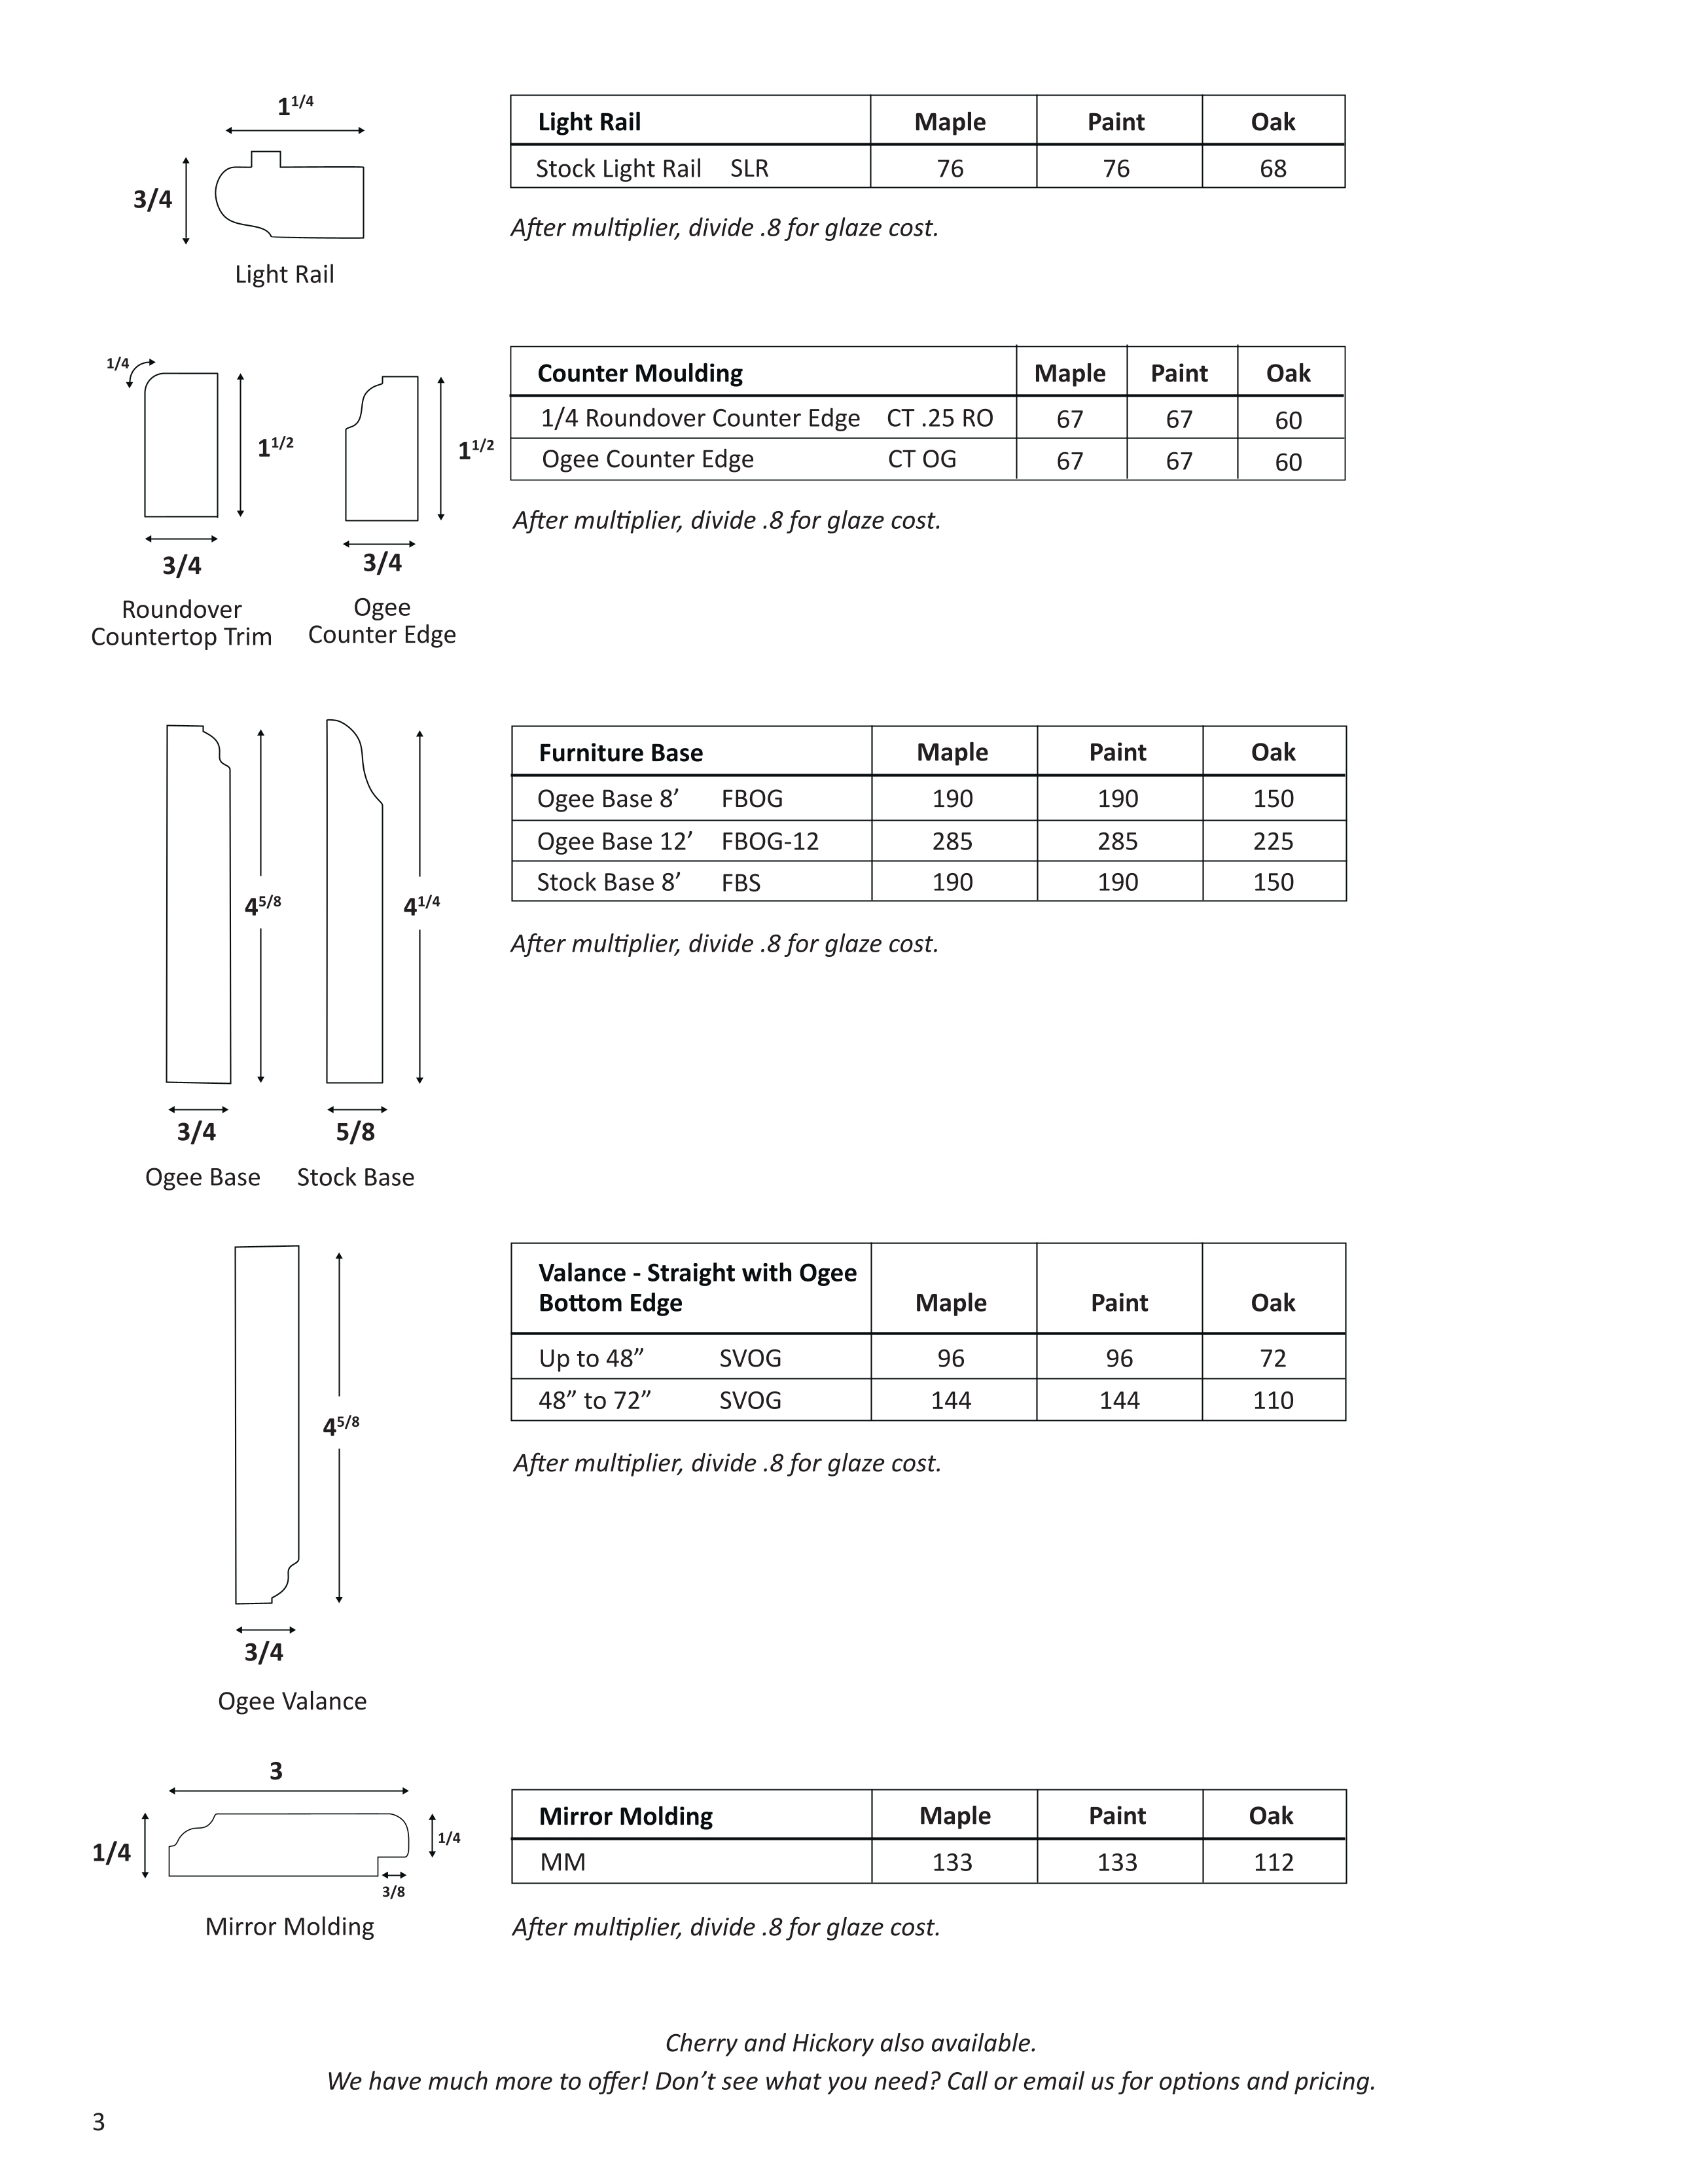 1 1/4
3/4
Light Rail
Light Rail Maple Paint Oak
Stock Light Rail SLR 76 76 68
After multiplier, divide .8 for glaze cost.
1/4
1 1/2
3/4
Roundover
Countertop Trim
1 1/2
3/4
Ogee
Counter Edge
Counter Moulding Maple Paint Oak
1/4 Roundover Counter Edge CT .25 RO 67 67 60
Ogee Counter Edge CT OG 67 67 60
After multiplier, divide .8 for glaze cost.
4 5/8
3/4
Ogee Base
4 1/4
5/8
Stock Base
Furniture Base Maple Paint Oak
Ogee Base 8’ FBOG 190 190 150
Ogee Base 12’ FBOG-12 285 285 225
Stock Base 8’ FBS 190 190 150
After multiplier, divide .8 for glaze cost.
4 5/8
3/4
Ogee Valance
Valance - Straight with Ogee
Bottom Edge Maple Paint Oak
Up to 48” SVOG 96 96 72
48” to 72” SVOG 144 144 110
After multiplier, divide .8 for glaze cost.
3
1/4
1/4
3/8
Mirror Molding
Mirror Molding Maple Paint Oak
MM 133 133 112
After multiplier, divide .8 for glaze cost.
Cherry and Hickory also available.
We have much more to offer! Don’t see what you need? Call or email us for options and pricing.
3